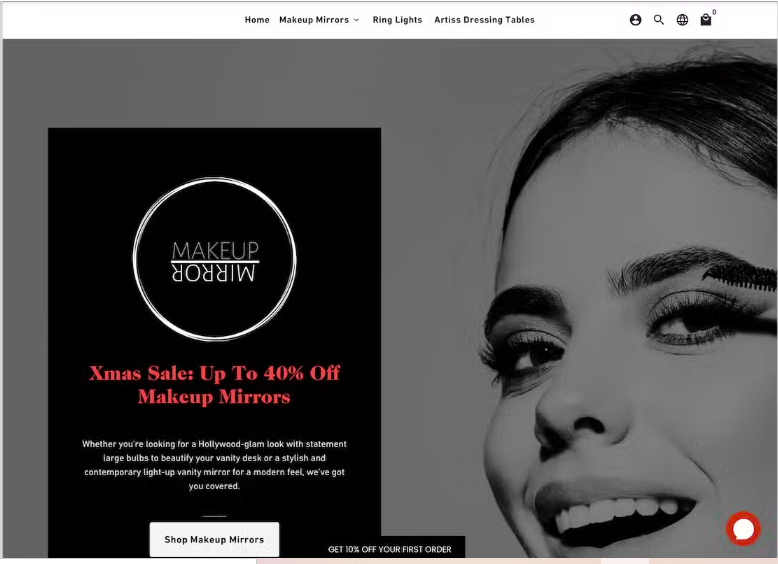 Home Makeup Mirrors Ring Lights Artiss Dressing Tables 0
MAKEUP
MIRROR
Xmas Sale: Up To 40% Off
Makeup Mirrors
Whether you're looking for a Hollywood-glam look with statement
large bulbs to beautify your vanity desk or a stylish and
contemporary light-up vanity mirror for a modern feel, we've got
you covered.
Shop Makeup Mirrors
GET 10% OFF YOUR FIRST ORDER